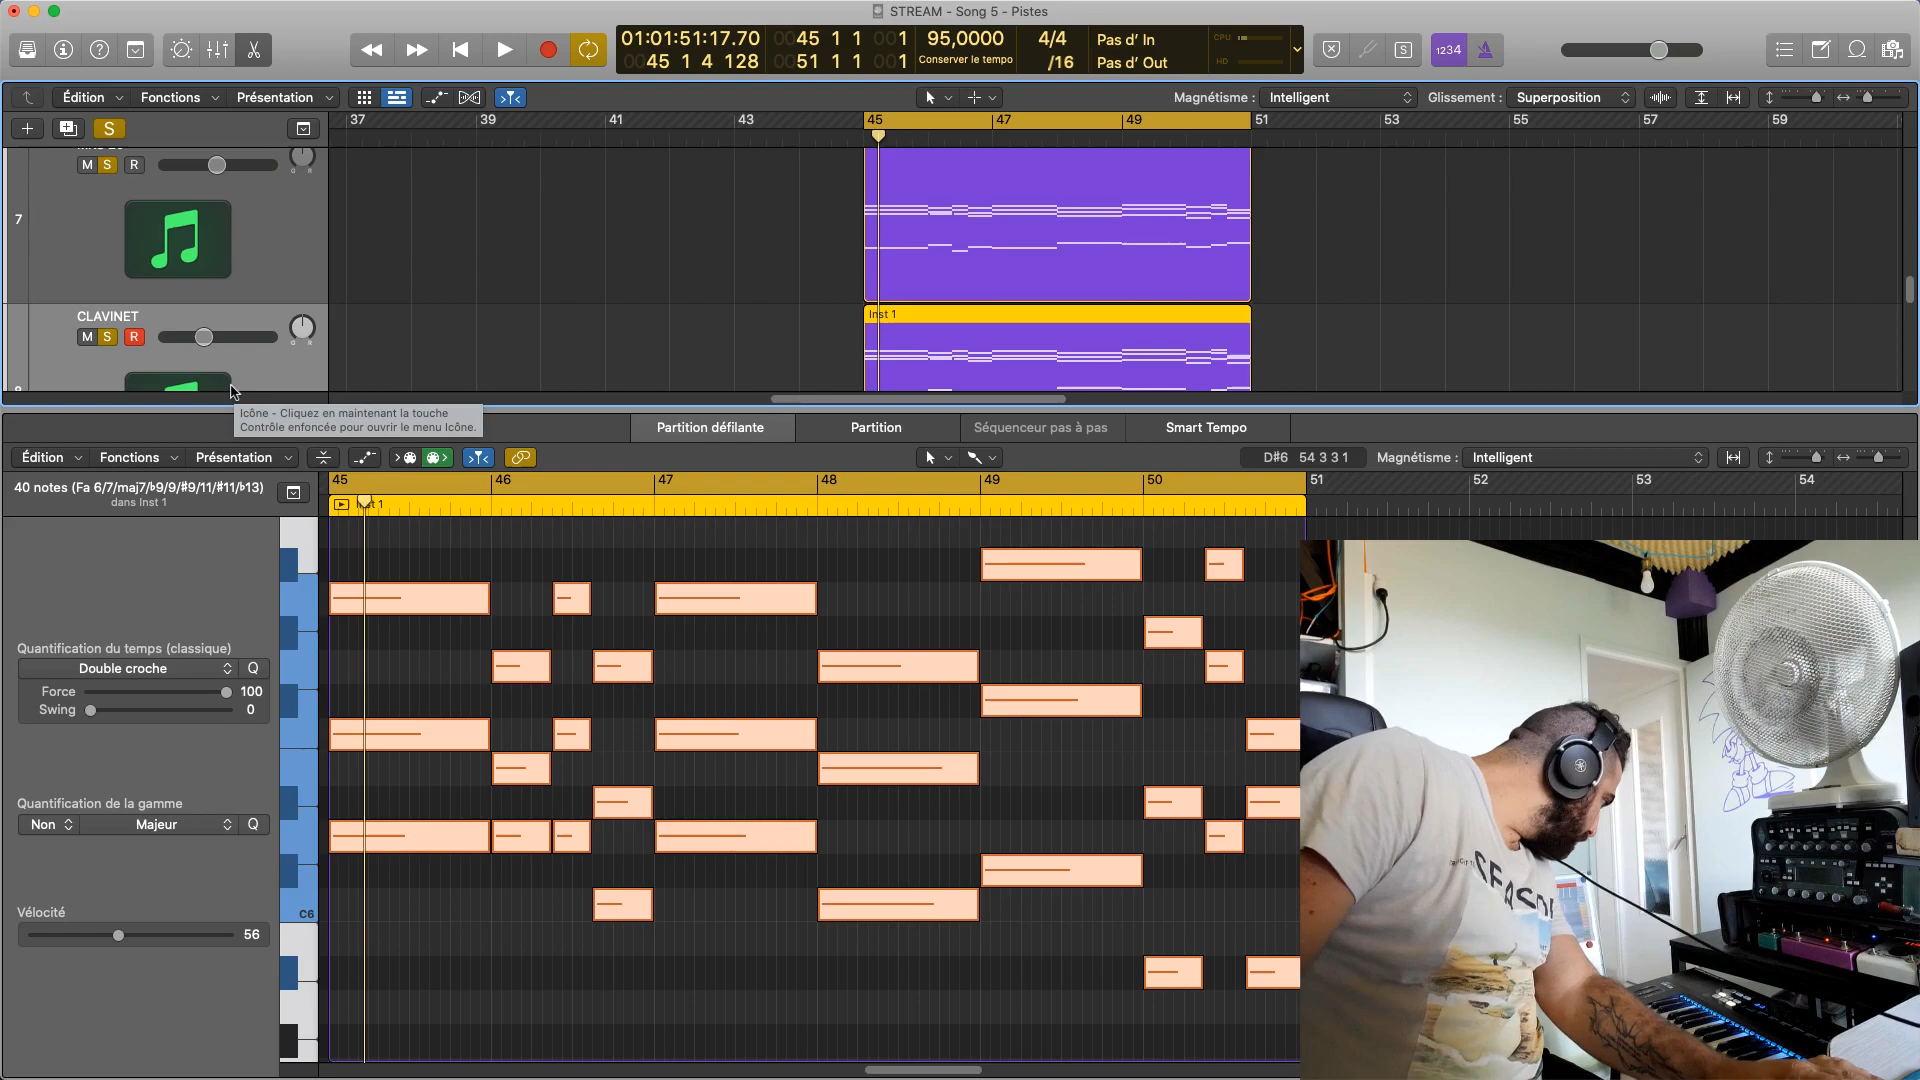 STREAM - Song 5 - Pistes
01:01:51:17.70
0045 1 1 001
95,0000
4/4
Pas d’ In
CPU
1234
0045 1 4 128
0051 1 1 001
Conserver le tempo
/16
Pas d’ Out
HD
S
Édition
Fonctions
Présentation
Magnétisme :
Intelligent
Glissement :
Superposition
S
37
39
41
43
45
47
49
51
53
55
57
59
M S R
G R
7
CLAVINET
M S R
G R
Inst 1
Icône - Cliquez en maintenant la touche
Contrôle enfoncée pour ouvrir le menu Icône.
Partition défilante
Partition
Séquenceur pas à pas
Smart Tempo
Édition
Fonctions
Présentation
D#6 54 3 3 1
Magnétisme :
Intelligent
40 notes (Fa 6/7/maj7/♭9/9/♯9/11/♯11/♭13)
dans Inst 1
45
46
47
48
49
50
51
52
53
54
Quantification du temps (classique)
Double croche
Q
Force
100
Swing
0
Quantification de la gamme
Non
Majeur
Q
C6
Vélocité
56